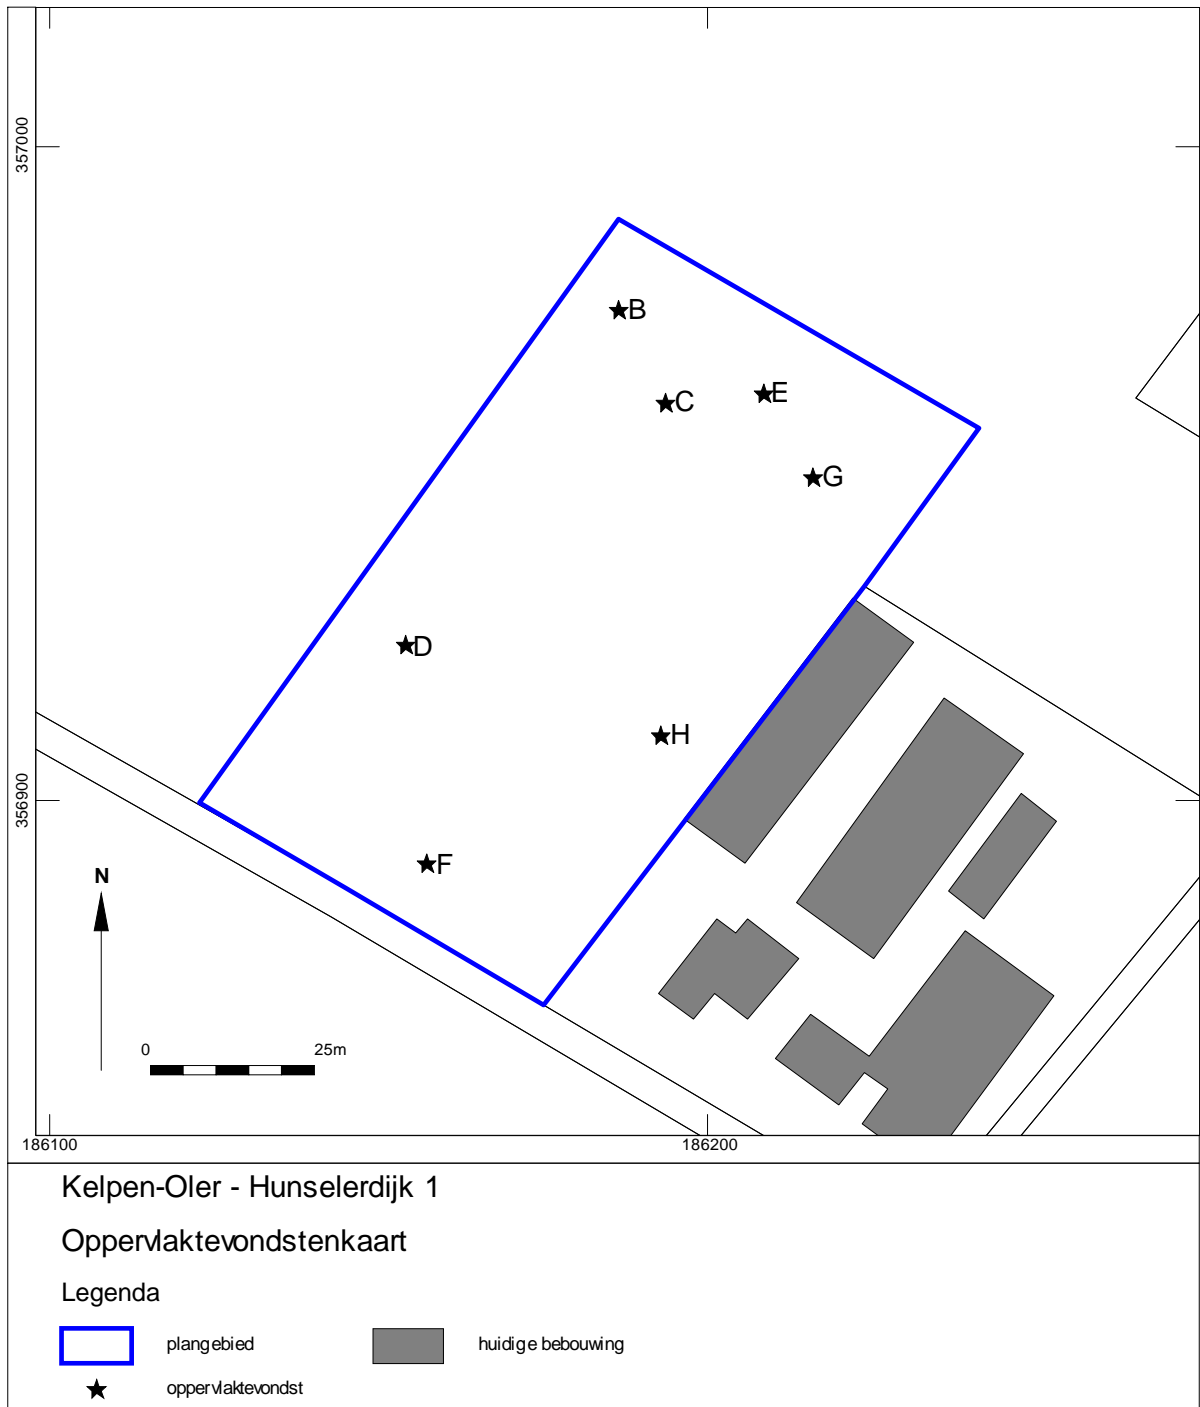 357000
B
E
C
G
D
H
356900
F
N
0 25m
186100 186200
Kelpen-Oler - Hunselerdijk 1
Oppervlaktevondstenkaart
Legenda
plangebied huidige bebouwing
oppervlaktevondst